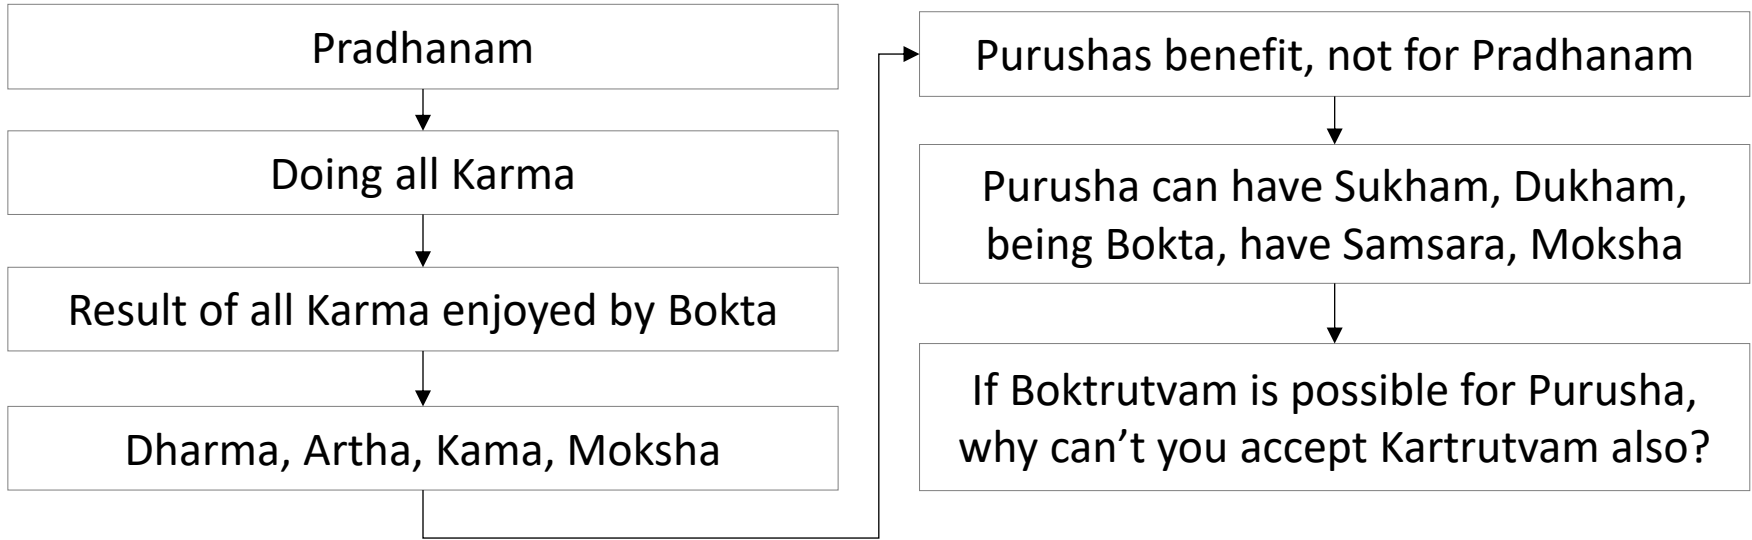 Pradhanam
Doing all Karma
Result of all Karma enjoyed by Bokta
Dharma, Artha, Kama, Moksha
Purushas benefit, not for Pradhanam
Purusha can have Sukham, Dukham,
being Bokta, have Samsara, Moksha
If Boktrutvam is possible for Purusha,
why can’t you accept Kartrutvam also?